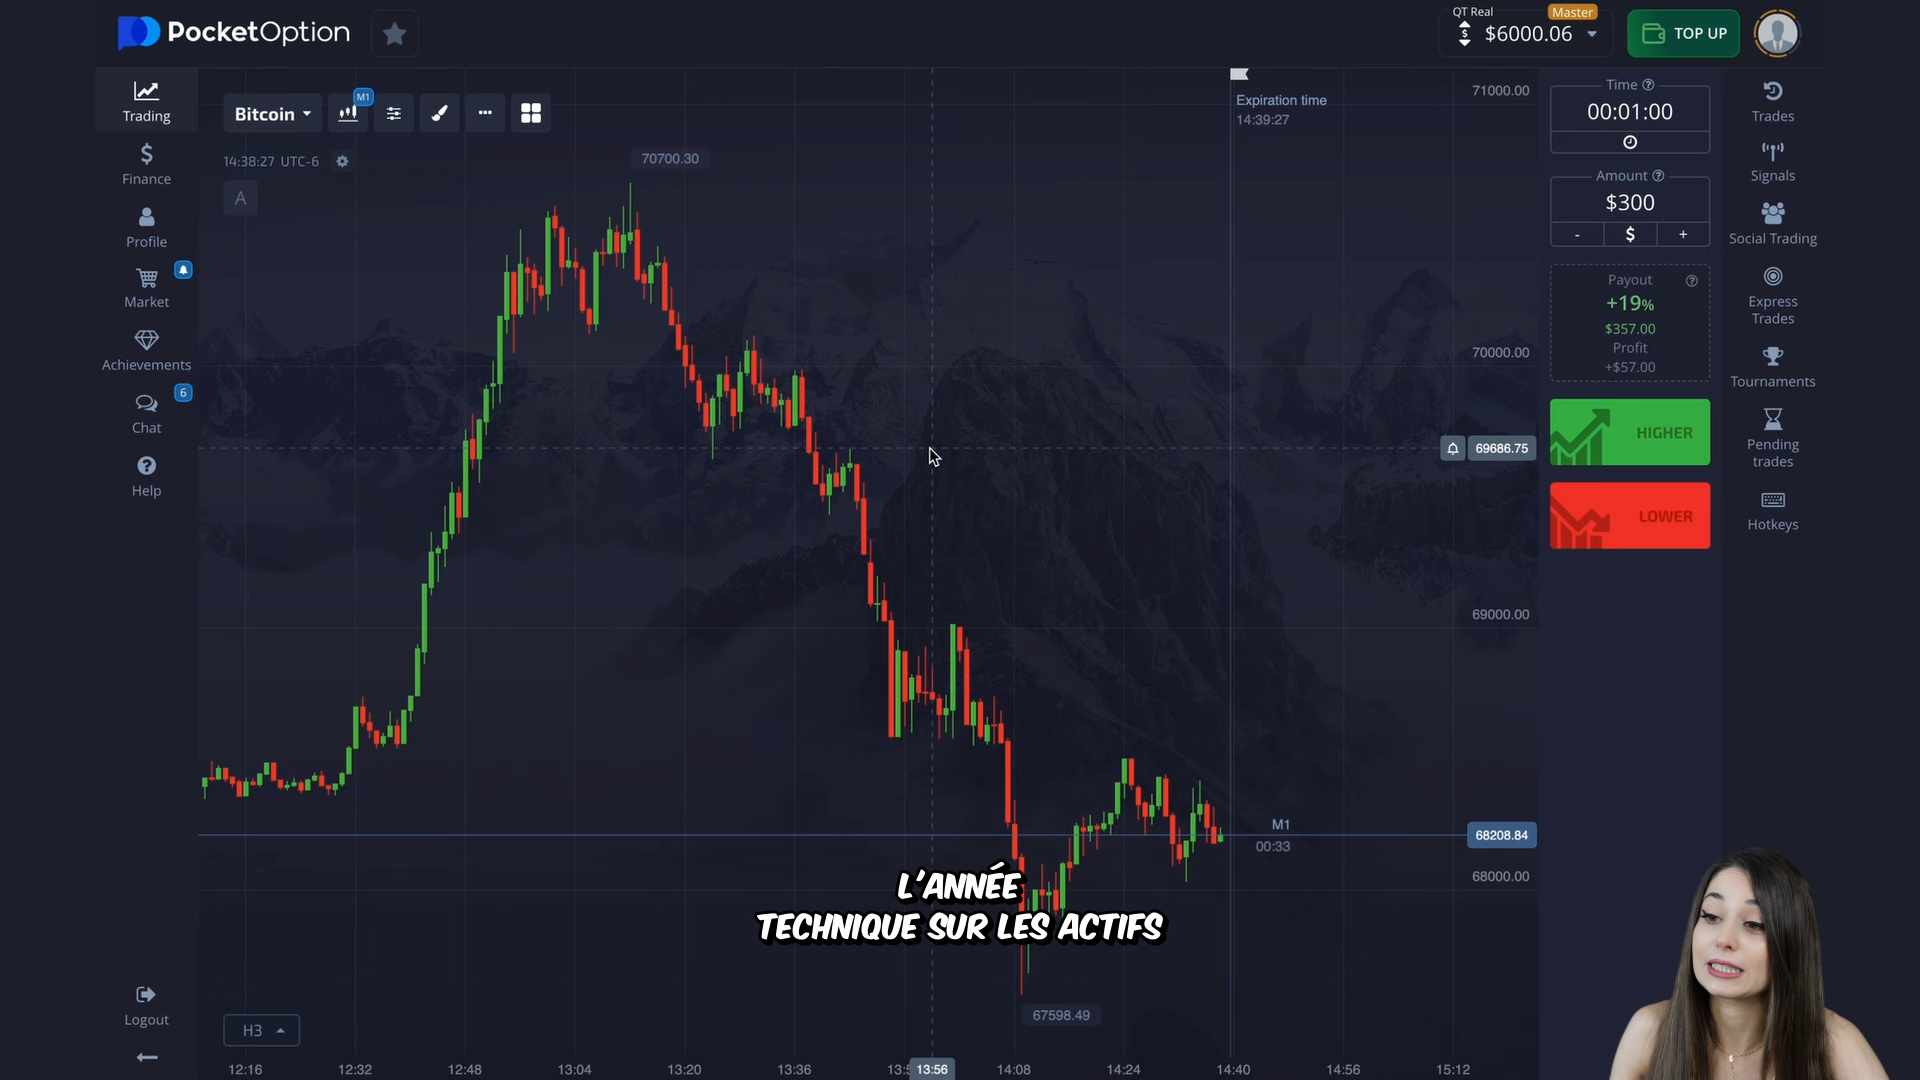 PocketOption
QT Real
Master
$6000.06
TOP UP
Trading
Finance
Profile
Market
Achievements
6
Chat
Help
Logout
Bitcoin
M1
14:38:27 UTC-6
A
70700.30
Expiration time
14:39:27
71000.00
70000.00
69686.75
69000.00
68208.84
68000.00
M1
00:33
67598.49
L'ANNÉE
TECHNIQUE SUR LES ACTIFS
H3
12:16
12:32
12:48
13:04
13:20
13:36
13:56
14:08
14:24
14:40
14:56
15:12
Time
00:01:00
Amount
$300
- $ +
Payout
+19%
$357.00
Profit
+$57.00
HIGHER
LOWER
Trades
Signals
Social Trading
Express
Trades
Tournaments
Pending
trades
Hotkeys